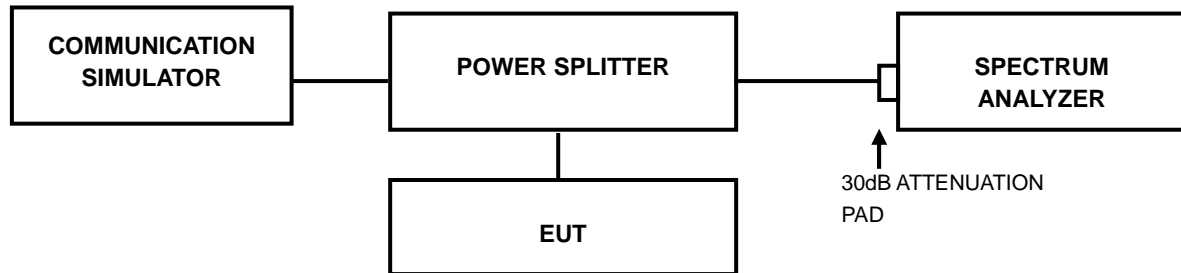 COMMUNICATION
SIMULATOR
POWER SPLITTER
SPECTRUM
ANALYZER
30dB ATTENUATION
PAD
EUT